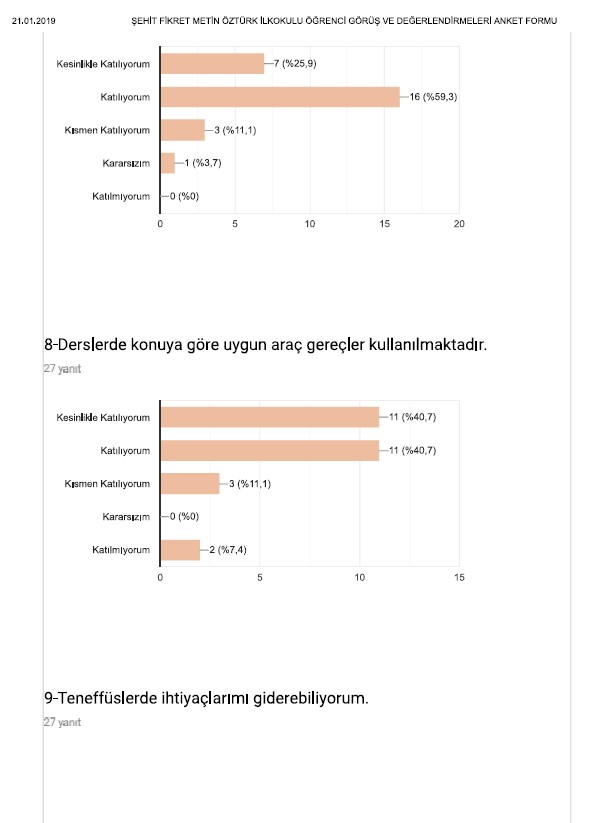 21.01.2019 ŞEHİT FİKRET METİN ÖZTÜRK İLKOKULU ÖĞRENCİ GÖRÜŞ VE DEĞERLENDİRMELERİ ANKET FORMU
Kesinlikle Katılıyorum 7 (%25,9)
Katılıyorum 16 (%59,3)
Kısmen Katılıyorum 3 (%11,1)
Kararsızım 1 (%3,7)
Katılmıyorum 0 (%0)
0 5 10 15 20
8-Derslerde konuya göre uygun araç gereçler kullanılmaktadır.
27 yanıt
Kesinlikle Katılıyorum 11 (%40,7)
Katılıyorum 11 (%40,7)
Kısmen Katılıyorum 3 (%11,1)
Kararsızım 0 (%0)
Katılmıyorum 2 (%7,4)
0 5 10 15
9-Teneffüslerde ihtiyaçlarımı giderebiliyorum.
27 yanıt